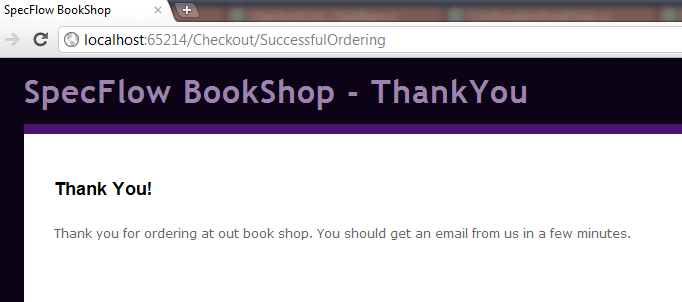 SpecFlow BookShop
localhost:65214/Checkout/SuccessfulOrdering
SpecFlow BookShop - ThankYou
Thank You!
Thank you for ordering at out book shop. You should get an email from us in a few minutes.